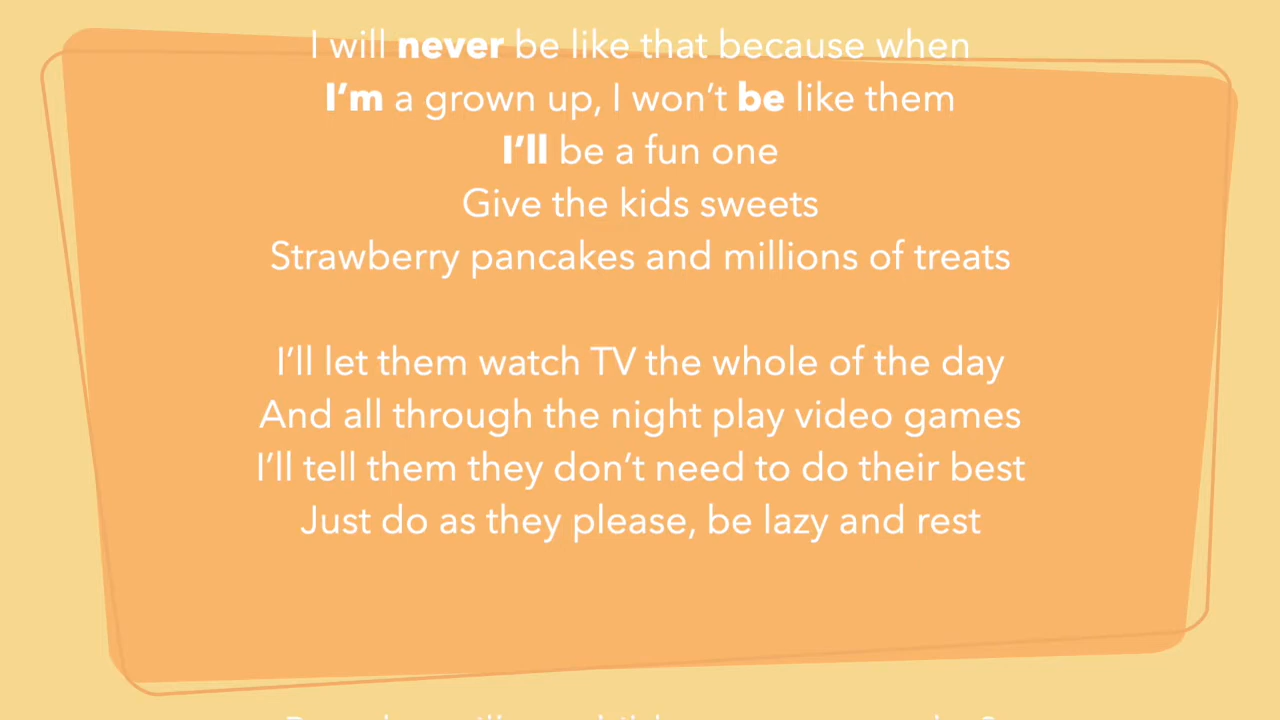 I will never be like that because when
I’m a grown up, I won’t be like them
I’ll be a fun one
Give the kids sweets
Strawberry pancakes and millions of treats
I’ll let them watch TV the whole of the day
And all through the night play video games
I’ll tell them they don’t need to do their best
Just do as they please, be lazy and rest